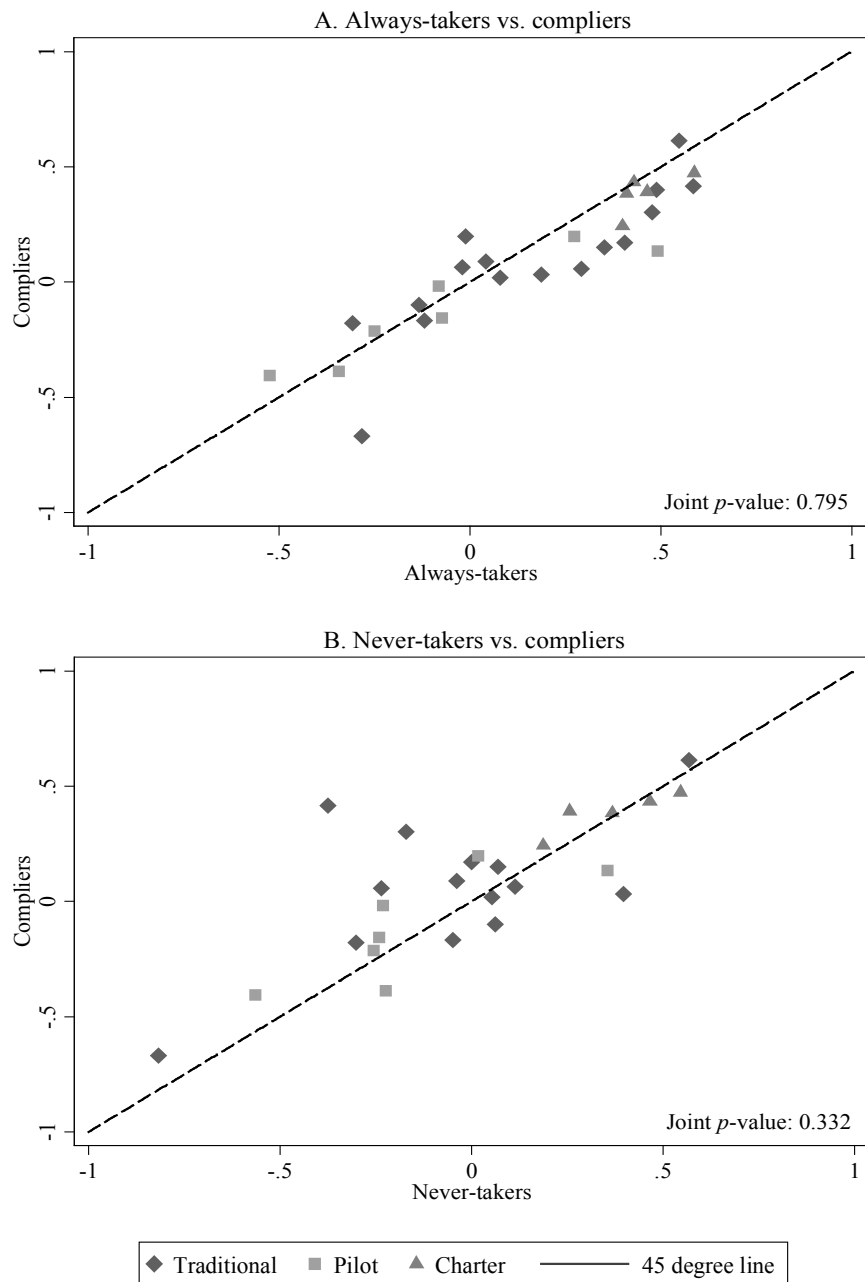 A. Always-takers vs. compliers
1
.5
0
-.5
-1
Compliers
Joint p-value: 0.795
-1 -.5 0 .5 1
Always-takers
B. Never-takers vs. compliers
1
.5
0
-.5
-1
Compliers
Joint p-value: 0.332
-1 -.5 0 .5 1
Never-takers
Traditional Pilot Charter 45 degree line